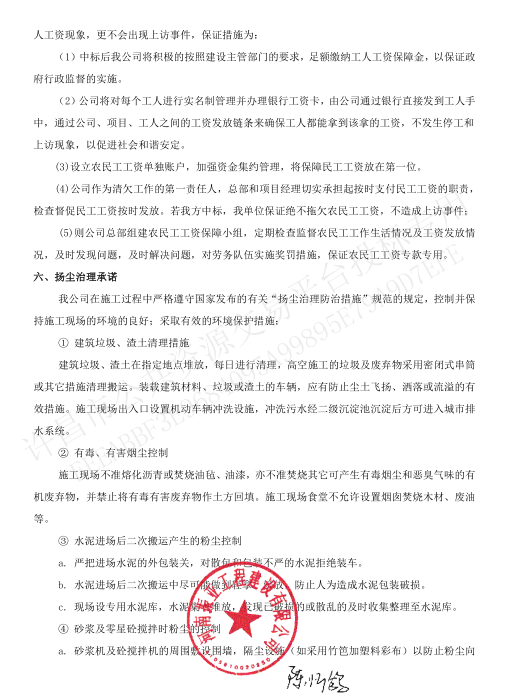 人工资现象，更不会出现上访事件，保证措施为：
（1）中标后我公司将积极的按照建设主管部门的要求，足额缴纳工人工资保障金，以保证政
府行政监督的实施。
（2）公司将对每个工人进行实名制管理并办理银行工资卡，由公司通过银行直接发到工人手
中，通过公司、项目、工人之间的工资发放链条来确保工人都能拿到该拿的工资，不发生停工和
上访现象，以促进社会和谐安定。
(3)设立农民工工资单独账户，加强资金集约管理，将保障民工工资放在第一位。
(4)公司作为清欠工作的第一责任人，总部和项目经理切实承担起按时支付民工工资的职责，
检查督促民工工资按时发放。若我方中标，我单位保证绝不拖欠农民工工资，不造成上访事件；
(5)则公司总部组建农民工工资保障小组，定期检查监督农民工工作生活情况及工资发放情
况，及时发现问题，及时解决问题，对劳务队伍实施奖罚措施，保证农民工工资专款专用。
六、扬尘治理承诺
我公司在施工过程中严格遵守国家发布的有关“扬尘治理防治措施”规范的规定，控制并保
持施工现场的环境的良好；采取有效的环境保护措施；
① 建筑垃圾、渣土清理措施
建筑垃圾、渣土在指定地点堆放，每日进行清理，高空施工的垃圾及废弃物采用密闭式串筒
或其它措施清理搬运。装载建筑材料、垃圾或渣土的车辆，应有防止尘土飞扬、洒落或流溢的有
效措施。施工现场出入口设置机动车辆冲洗设施，冲洗污水经二级沉淀池沉淀后方可进入城市排
水系统。
② 有毒、有害烟尘控制
施工现场不准熔化沥青或焚烧油毡、油漆，亦不准焚烧其它可产生有毒烟尘和恶臭气味的有
机废弃物，并禁止将有毒有害废弃物作土方回填。施工现场食堂不允许设置烟囱焚烧木材、废油
等。
③ 水泥进场后二次搬运产生的粉尘控制
a. 严把进场水泥的外包装关，对散包和包装不严的水泥拒绝装车。
b. 水泥进场后二次搬运中尽可能做到轻拿轻放，防止人为造成水泥包装破损。
c. 现场设专用水泥库，水泥整齐堆放，发现已破损的或散乱的及时收集整理至水泥库。
④ 砂浆及零星砼搅拌时粉尘的控制
a. 砂浆机及砼搅拌机的周围敷设围墙，隔尘设施（如采用竹笆加塑料彩布）以防止粉尘向